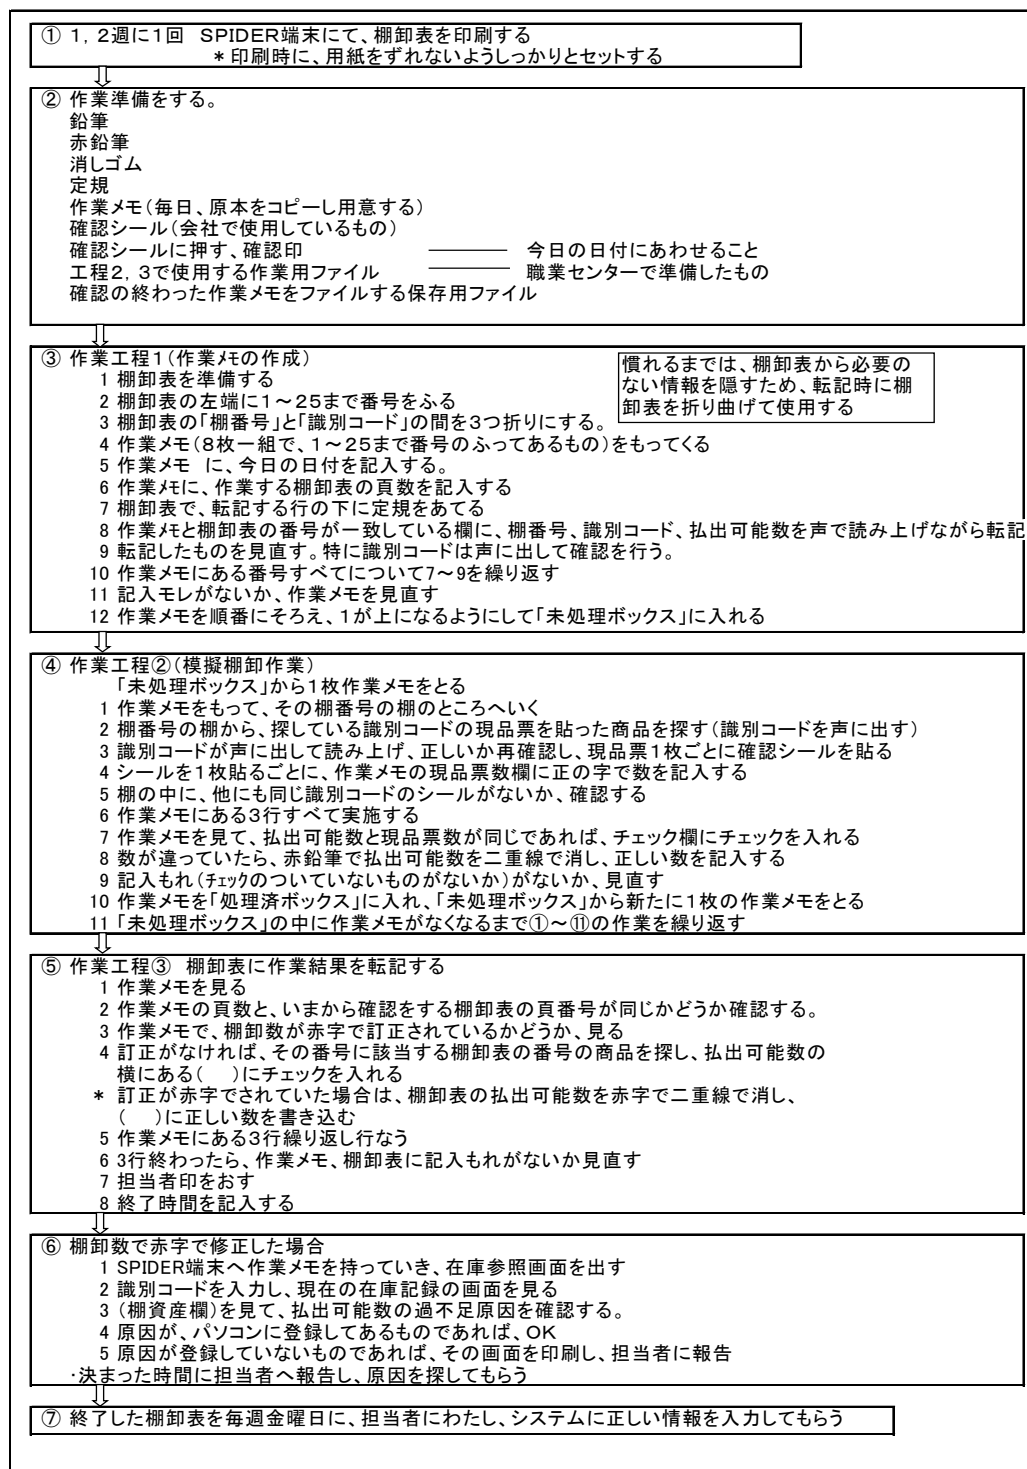 ① 1，2週に1回　SPIDER端末にて、棚卸表を印刷する
＊印刷時に、用紙をずれないようしっかりとセットする
② 作業準備をする。
鉛筆
赤鉛筆
消しゴム
定規
作業メモ（毎日、原本をコピーし用意する）
確認シール（会社で使用しているもの）
確認シールに押す、確認印　今日の日付にあわせること
工程2，3で使用する作業用ファイル　職業センターで準備したもの
確認の終わった作業メモをファイルする保存用ファイル
③ 作業工程1（作業ﾒﾓの作成）
慣れるまでは、棚卸表から必要の
ない情報を隠すため、転記時に棚
卸表を折り曲げて使用する
1 棚卸表を準備する
2 棚卸表の左端に1～25まで番号をふる
3 棚卸表の「棚番号」と「識別コード」の間を3つ折りにする。
4 作業メモ（8枚一組で、1～25まで番号のふってあるもの）をもってくる
5 作業メモ　に、今日の日付を記入する。
6 作業ﾒﾓに、作業する棚卸表の頁数を記入する
7 棚卸表で、転記する行の下に定規をあてる
8 作業ﾒﾓと棚卸表の番号が一致している欄に、棚番号、識別コード、払出可能数を声で読み上げながら転記
9 転記したものを見直す。特に識別コードは声に出して確認を行う。
10 作業メモにある番号すべてについて7～9を繰り返す
11 記入モレがないか、作業メモを見直す
12 作業メモを順番にそろえ、1が上になるようにして「未処理ボックス」に入れる
④ 作業工程②（模擬棚卸作業）
「未処理ボックス」から1枚作業メモをとる
1 作業メモをもって、その棚番号の棚のところへいく
2 棚番号の棚から、探している識別コードの現品票を貼った商品を探す（識別コードを声に出す）
3 識別コードが声に出して読み上げ、正しいか再確認し、現品票1枚ごとに確認シールを貼る
4 シールを1枚貼るごとに、作業メモの現品票数欄に正の字で数を記入する
5 棚の中に、他にも同じ識別コードのシールがないか、確認する
6 作業メモにある3行すべて実施する
7 作業メモを見て、払出可能数と現品票数が同じであれば、チェック欄にチェックを入れる
8 数が違っていたら、赤鉛筆で払出可能数を二重線で消し、正しい数を記入する
9 記入もれ（ﾁｪｯｸのついていないものがないか）がないか、見直す
10 作業メモを「処理済ボックス」に入れ、「未処理ボックス」から新たに1枚の作業メモをとる
11 「未処理ボックス」の中に作業メモがなくなるまで①～⑪の作業を繰り返す
⑤ 作業工程③　棚卸表に作業結果を転記する
1 作業メモを見る
2 作業メモの頁数と、いまから確認をする棚卸表の頁番号が同じかどうか確認する。
3 作業メモで、棚卸数が赤字で訂正されているかどうか、見る
4 訂正がなければ、その番号に該当する棚卸表の番号の商品を探し、払出可能数の
横にある（　）にチェックを入れる
＊ 訂正が赤字でされていた場合は、棚卸表の払出可能数を赤字で二重線で消し、
（　）に正しい数を書き込む
5 作業メモにある3行繰り返し行なう
6 3行終わったら、作業メモ、棚卸表に記入もれがないか見直す
7 担当者印をおす
8 終了時間を記入する
⑥ 棚卸数で赤字で修正した場合
1 SPIDER端末へ作業メモを持っていき、在庫参照画面を出す
2 識別コードを入力し、現在の在庫記録の画面を見る
3 （棚資産欄）を見て、払出可能数の過不足原因を確認する。
4 原因が、パソコンに登録してあるものであれば、OK
5 原因が登録していないものであれば、その画面を印刷し、担当者に報告
・決まった時間に担当者へ報告し、原因を探してもらう
⑦ 終了した棚卸表を毎週金曜日に、担当者にわたし、システムに正しい情報を入力してもらう